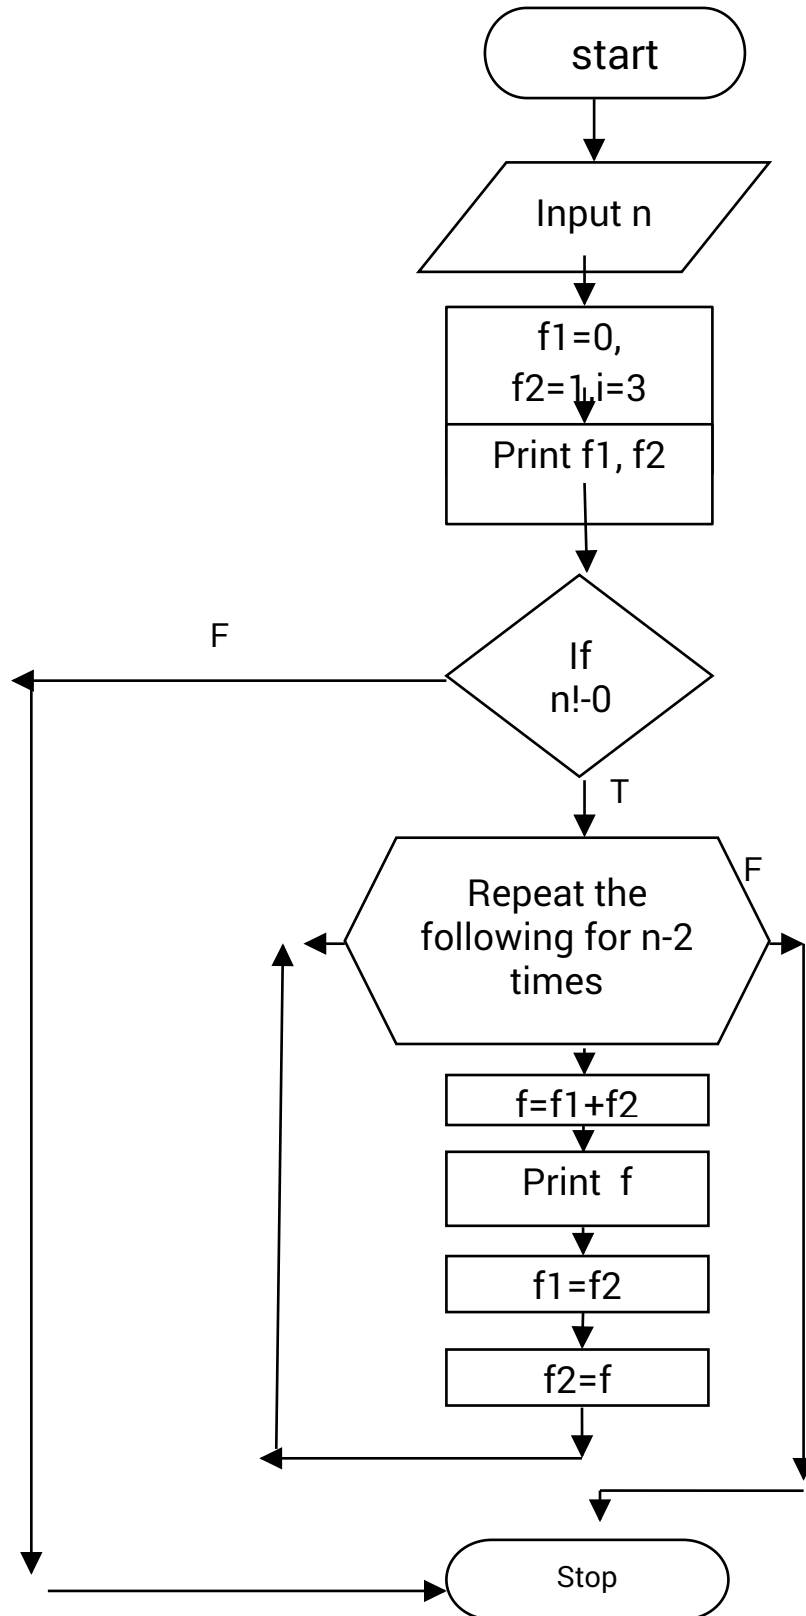 start
Input n
f1=0,
f2=1,i=3
Print f1, f2
F
If
n!-0
T
F
Repeat the
following for n-2
times
f=f1+f2
Print f
f1=f2
f2=f
Stop